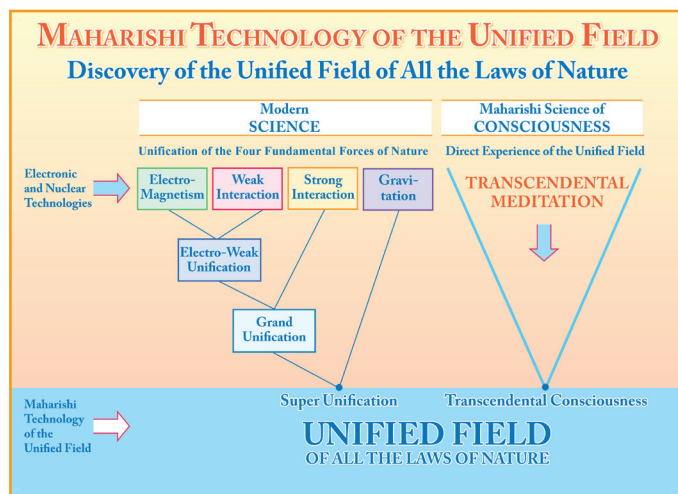 MAHARISHI TECHNOLOGY OF THE UNIFIED FIELD
Discovery of the Unified Field of All the Laws of Nature
Modern
SCIENCE
Unification of the Four Fundamental Forces of Nature
Maharishi Science of
CONSCIOUSNESS
Direct Experience of the Unified Field
Electronic
and Nuclear
Technologies
Electro-
Magnetism
Weak
Interaction
Strong
Interaction
Gravi-
tation
TRANSCENDENTAL
MEDITATION
Electro-Weak
Unification
Grand
Unification
Super Unification
Transcendental Consciousness
Maharishi
Technology
of the
Unified Field
UNIFIED FIELD
OF ALL THE LAWS OF NATURE